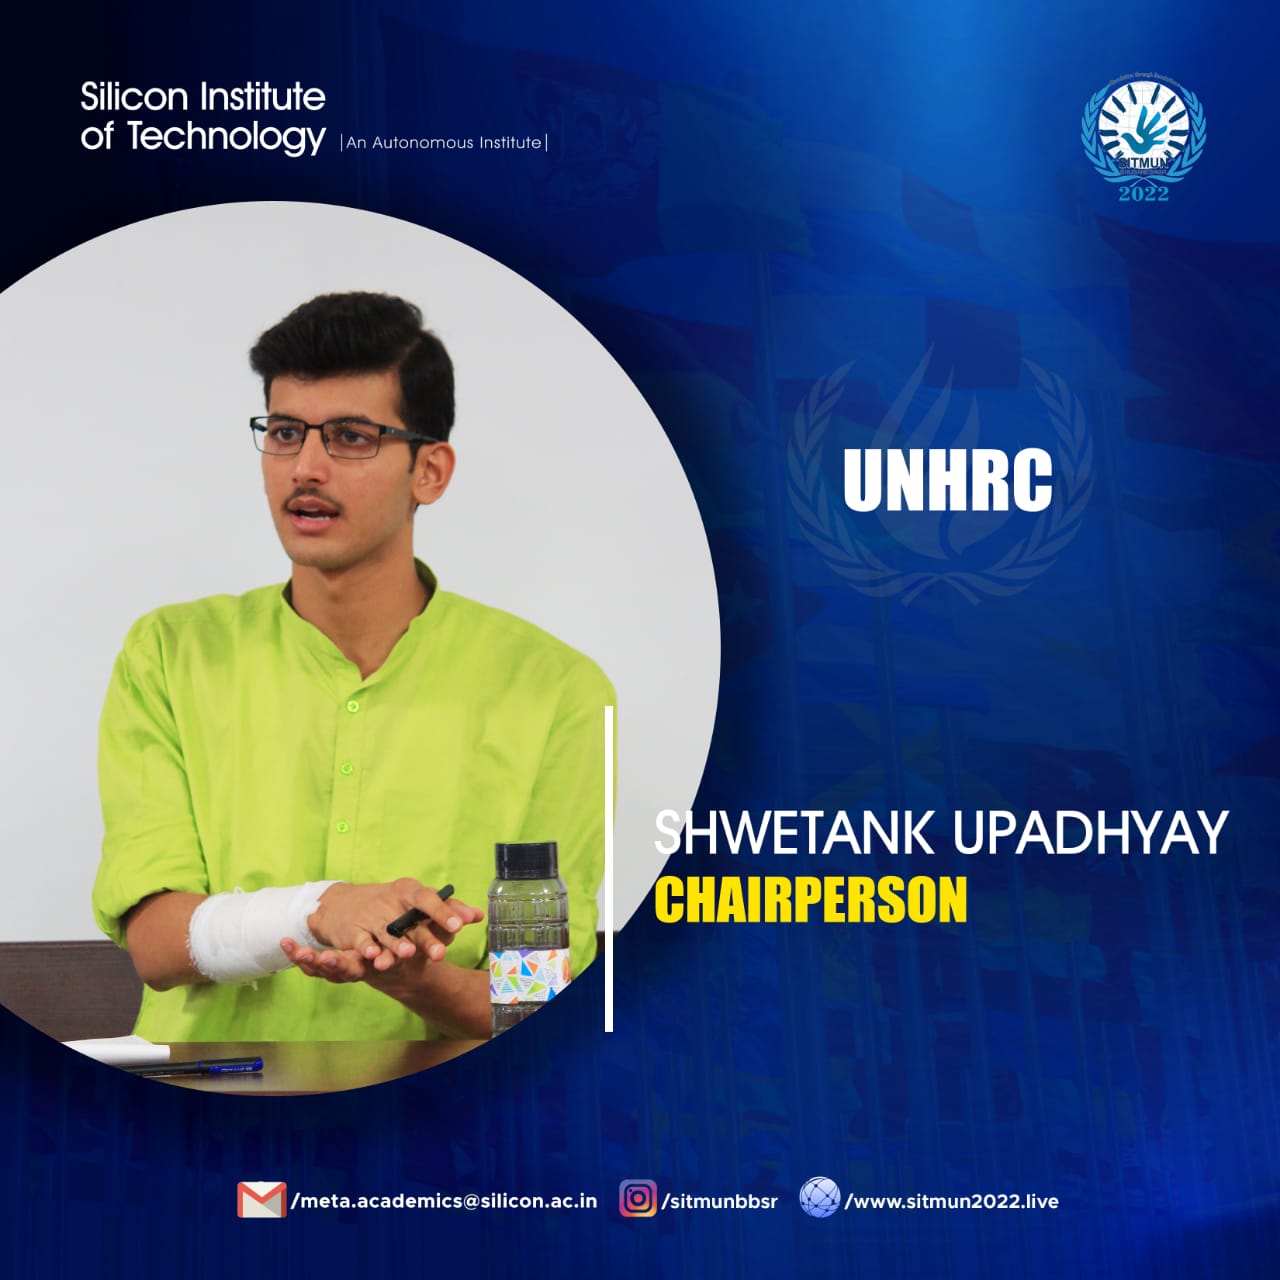 Silicon Institute
of Technology |An Autonomous Institute|
SITMUN
2022
UNHRC
SHWETANK UPADHYAY
CHAIRPERSON
/meta.academics@silicon.ac.in
/sitmunbbsr
/www.sitmun2022.live